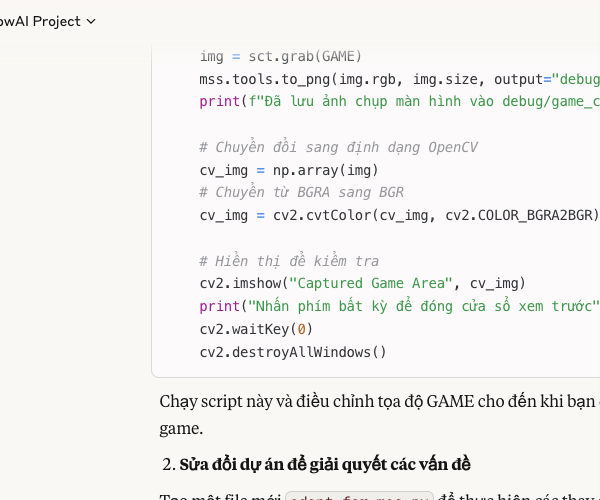 owAI Project
img = sct.grab(GAME)
mss.tools.to_png(img.rgb, img.size, output="debug
print(f"Đã lưu ảnh chụp màn hình vào debug/game_c
# Chuyển đổi sang định dạng OpenCV
cv_img = np.array(img)
# Chuyển từ BGRA sang BGR
cv_img = cv2.cvtColor(cv_img, cv2.COLOR_BGRA2BGR)
# Hiển thị để kiểm tra
cv2.imshow("Captured Game Area", cv_img)
print("Nhấn phím bất kỳ để đóng cửa sổ xem trước"
cv2.waitKey(0)
cv2.destroyAllWindows()
Chạy script này và điều chỉnh tọa độ GAME cho đến khi bạn
game.
2. Sửa đổi dự án để giải quyết các vấn đề
Tạo một file mới adapt_for_mac.py để thực hiện các thay